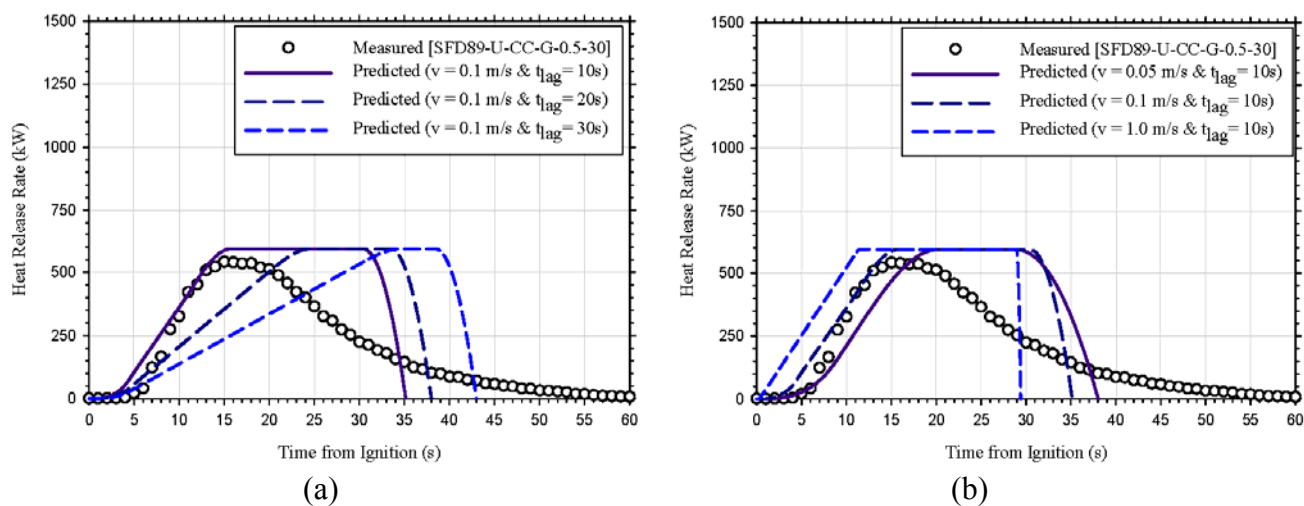 1500
1250
1000
750
500
250
0
Heat Release Rate (kW)
Measured [SFD89-U-CC-G-0.5-30]
Predicted (v = 0.1 m/s & tlag= 10s)
Predicted (v = 0.1 m/s & tlag= 20s)
Predicted (v = 0.1 m/s & tlag= 30s)
0 5 10 15 20 25 30 35 40 45 50 55 60
Time from Ignition (s)
(a)
1500
1250
1000
750
500
250
0
Heat Release Rate (kW)
Measured [SFD89-U-CC-G-0.5-30]
Predicted (v = 0.05 m/s & tlag= 10s)
Predicted (v = 0.1 m/s & tlag= 10s)
Predicted (v = 1.0 m/s & tlag= 10s)
0 5 10 15 20 25 30 35 40 45 50 55 60
Time from Ignition (s)
(b)